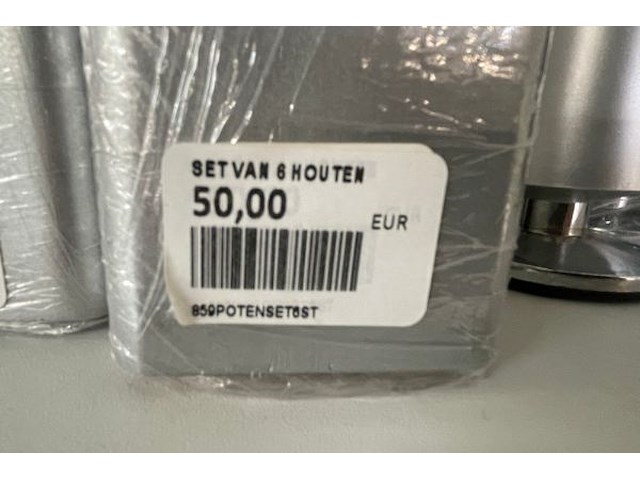 SET VAN 6 HOUTEN
50,00
EUR
859POTENSET6ST